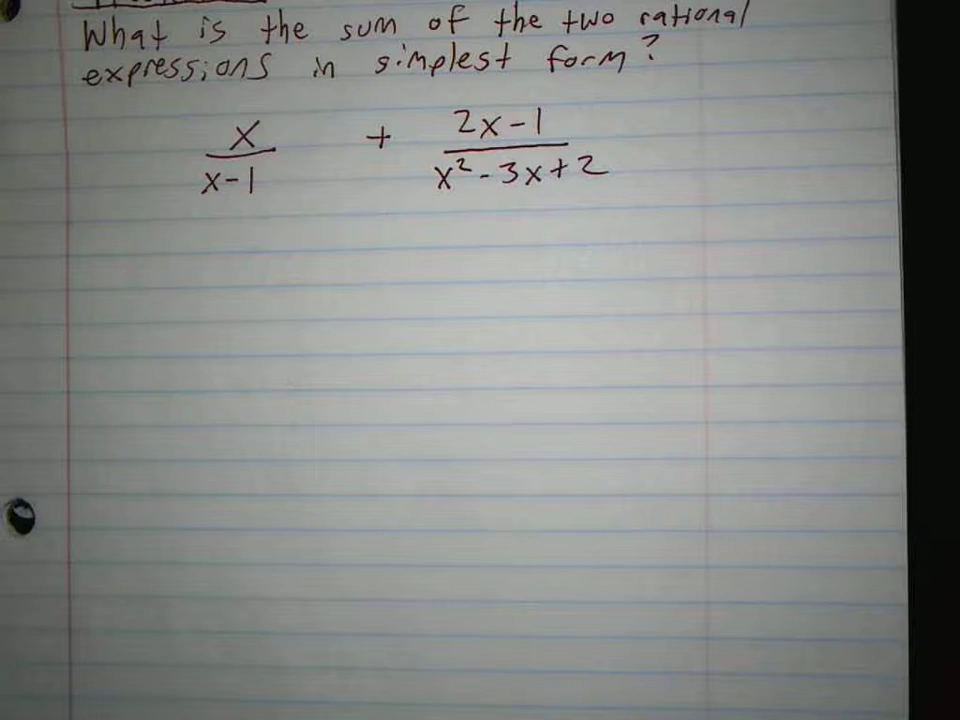 What is the sum of the two rational
expressions in simplest form?
x/(x-1) + (2x-1)/(x²-3x+2)